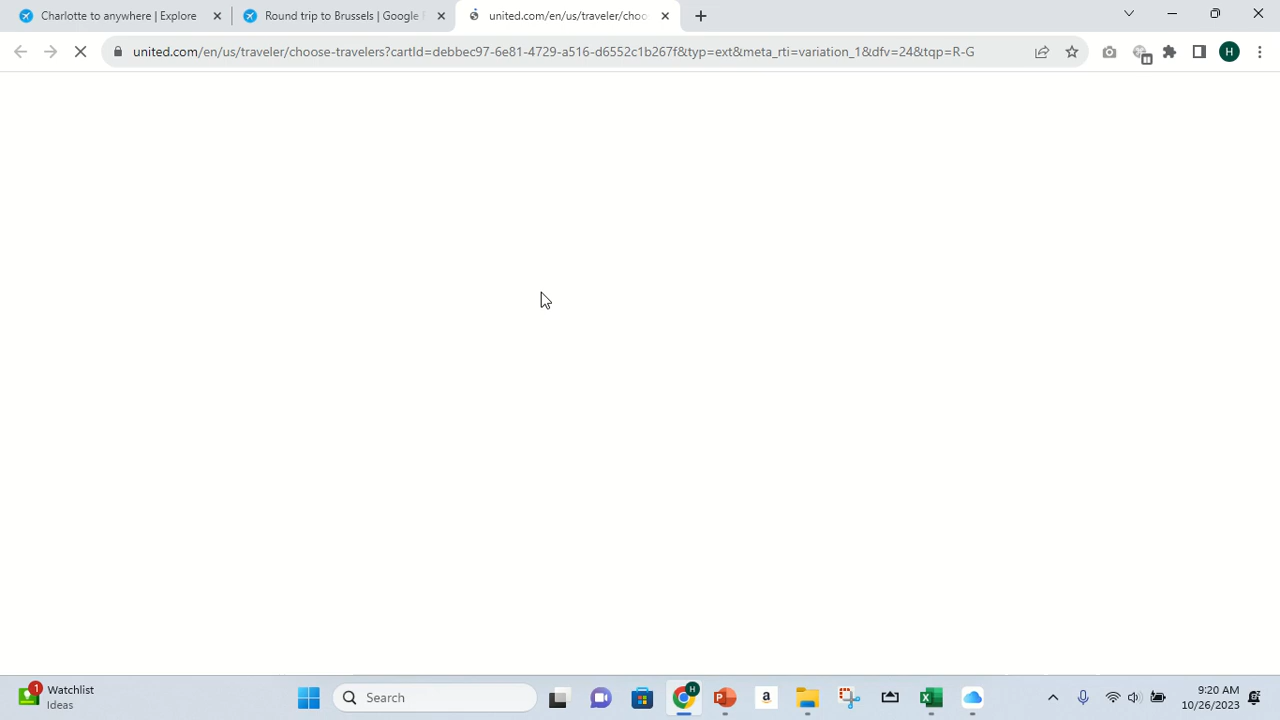 Charlotte to anywhere | Explore
Round trip to Brussels | Google F
united.com/en/us/traveler/choo
united.com/en/us/traveler/choose-travelers?cartId=debbec97-6e81-4729-a516-d6552c1b267f&typ=ext&meta_rti=variation_1&dfv=24&tqp=R-G
H
1
Watchlist
Ideas
Search
H
a
9:20 AM
10/26/2023